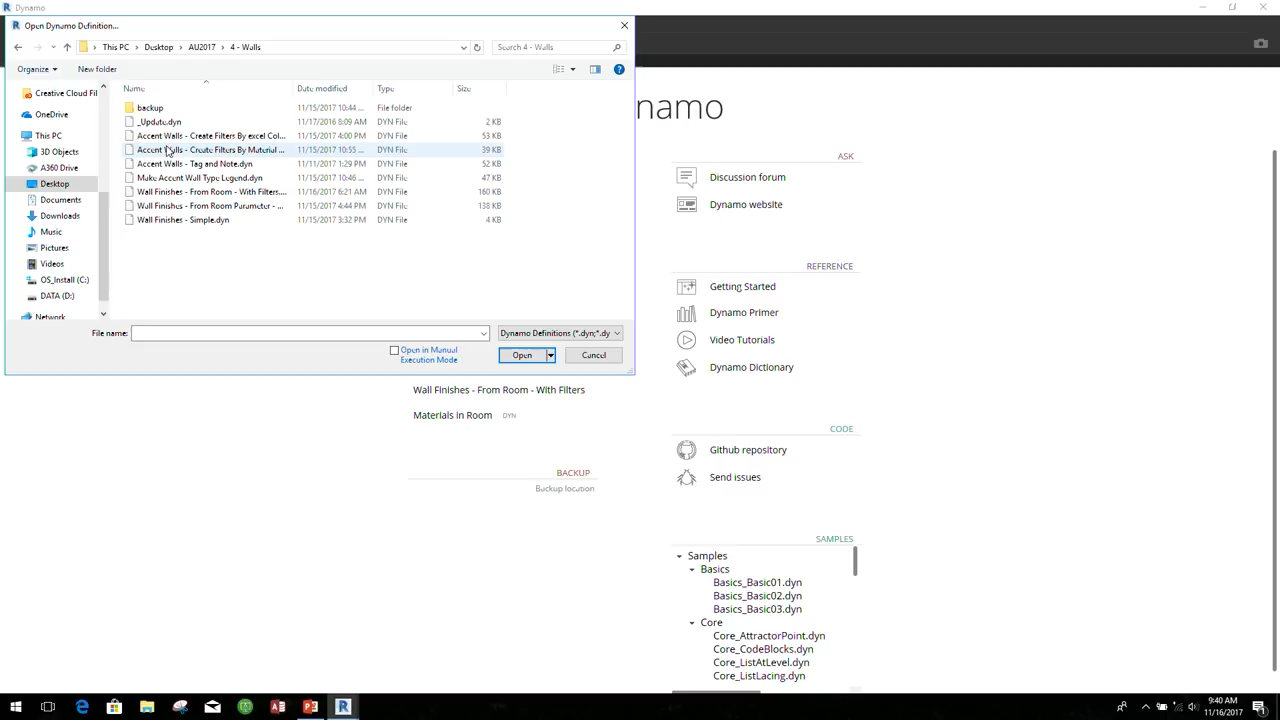 Dynamo
Open Dynamo Definition...
This PC
Desktop
AU2017
4 - Walls
Search 4 - Walls
Organize
New folder
Name
Date modified
Type
Size
Creative Cloud Fil
OneDrive
This PC
3D Objects
A360 Drive
Desktop
Documents
Downloads
Music
Pictures
Videos
OS_Install (C:)
DATA (D:)
Network
backup 11/15/2017 10:44 ... File folder
_Update.dyn 11/17/2016 8:09 AM DYN File 2 KB
Accent Walls - Create Filters By excel Col... 11/15/2017 4:00 PM DYN File 53 KB
Accent Walls - Create Filters By Material ... 11/15/2017 10:55 ... DYN File 39 KB
Accent Walls - Tag and Note.dyn 11/11/2017 1:29 PM DYN File 52 KB
Make Accent Wall Type Legend.dyn 11/15/2017 10:46 ... DYN File 47 KB
Wall Finishes - From Room - With Filters.... 11/16/2017 6:21 AM DYN File 160 KB
Wall Finishes - From Room Parameter - ... 11/15/2017 4:44 PM DYN File 138 KB
Wall Finishes - Simple.dyn 11/15/2017 3:32 PM DYN File 4 KB
File name:
Dynamo Definitions (*.dyn;*.dy
Open in Manual
Execution Mode
Open
Cancel
namo
Wall Finishes - From Room - With Filters
Materials in Room DYN
BACKUP
Backup location
ASK
Discussion forum
Dynamo website
REFERENCE
Getting Started
Dynamo Primer
Video Tutorials
Dynamo Dictionary
CODE
Github repository
Send issues
SAMPLES
Samples
Basics
Basics_Basic01.dyn
Basics_Basic02.dyn
Basics_Basic03.dyn
Core
Core_AttractorPoint.dyn
Core_CodeBlocks.dyn
Core_ListAtLevel.dyn
Core_ListLacing.dyn
9:40 AM
11/16/2017